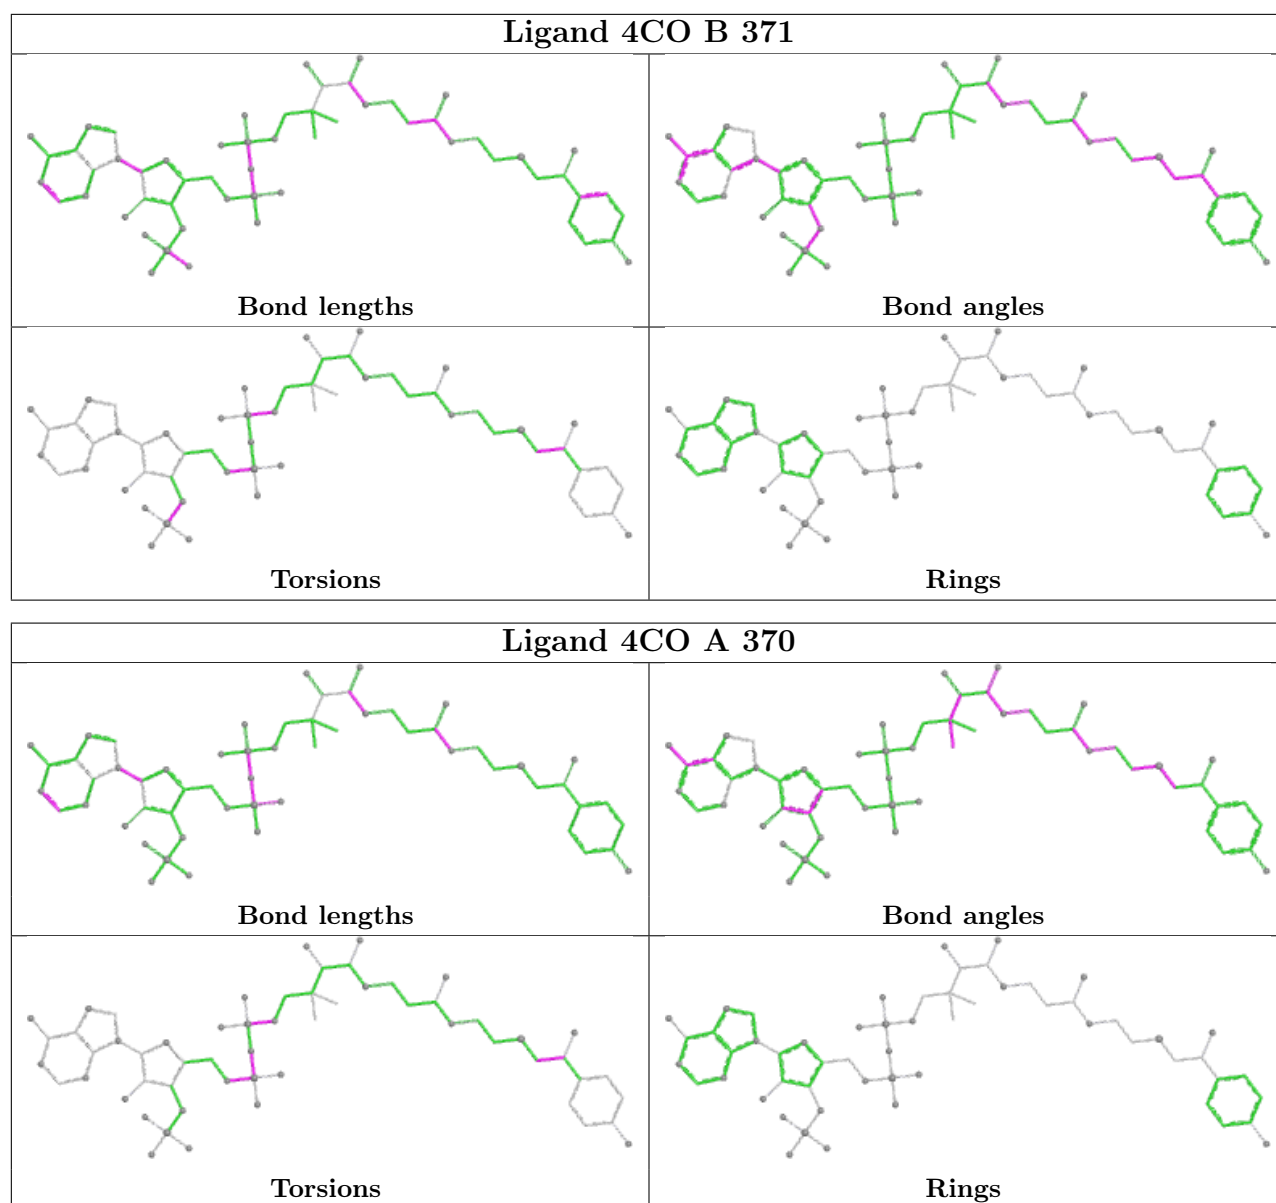 Ligand 4CO B 371
Bond lengths
Bond angles
Torsions
Rings
Ligand 4CO A 370
Bond lengths
Bond angles
Torsions
Rings